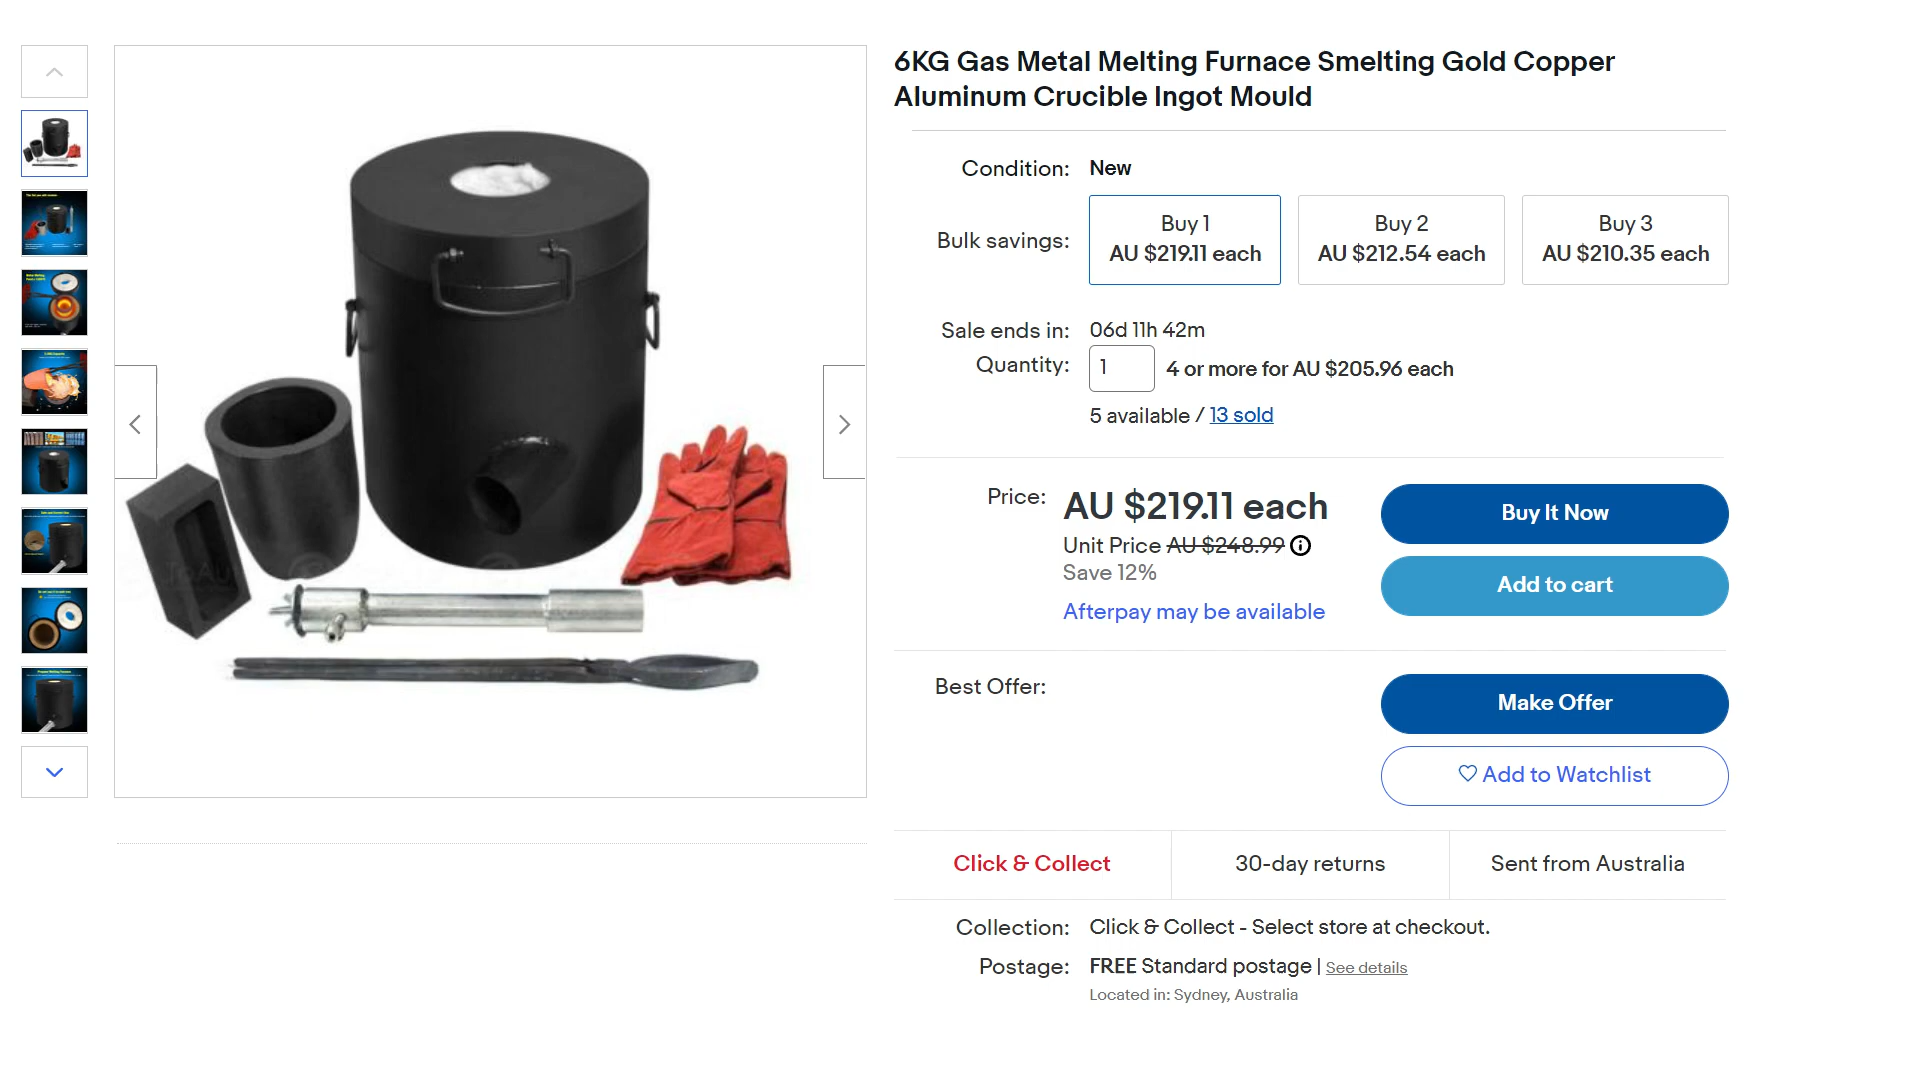 6KG Gas Metal Melting Furnace Smelting Gold Copper
Aluminum Crucible Ingot Mould
Condition: New
Bulk savings:
Buy 1
AU $219.11 each
Buy 2
AU $212.54 each
Buy 3
AU $210.35 each
Sale ends in: 06d 11h 42m
Quantity: 1 4 or more for AU $205.96 each
5 available / 13 sold
Price: AU $219.11 each
Unit Price AU $248.99
Save 12%
Afterpay may be available
Buy It Now
Add to cart
Best Offer:
Make Offer
Add to Watchlist
Click & Collect
30-day returns
Sent from Australia
Collection: Click & Collect - Select store at checkout.
Postage: FREE Standard postage | See details
Located in: Sydney, Australia